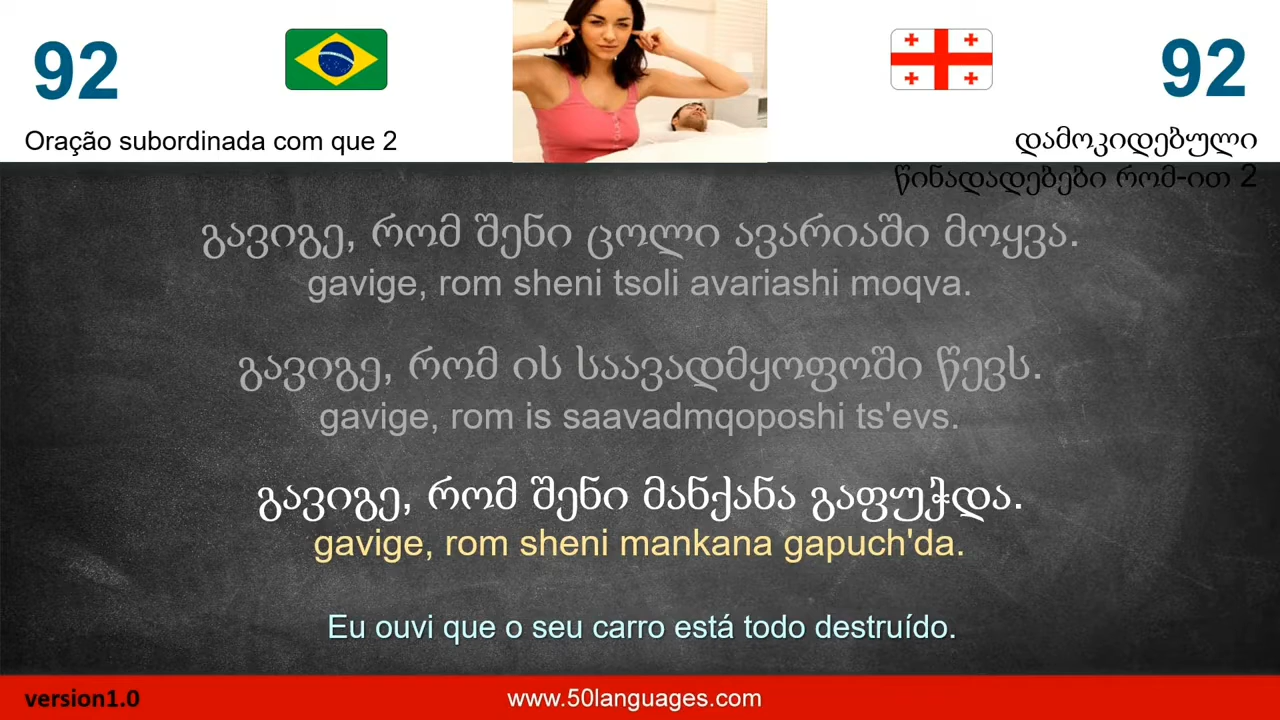 92
92
Oração subordinada com que 2
დამოკიდებული
წინადადებები რომ-ით 2
გავიგე, რომ შენი ცოლი ავარიაში მოყვა.
gavige, rom sheni tsoli avariashi moqva.
გავიგე, რომ ის საავადმყოფოში წევს.
gavige, rom is saavadmqoposhi ts'evs.
გავიგე, რომ შენი მანქანა გაფუჭდა.
gavige, rom sheni mankana gapuch'da.
Eu ouvi que o seu carro está todo destruído.
version1.0
www.50languages.com